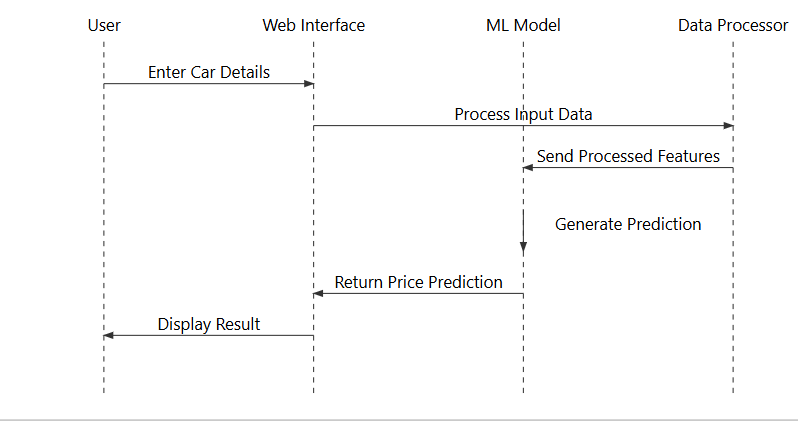 User
Web Interface
ML Model
Data Processor
Enter Car Details
Process Input Data
Send Processed Features
Generate Prediction
Return Price Prediction
Display Result